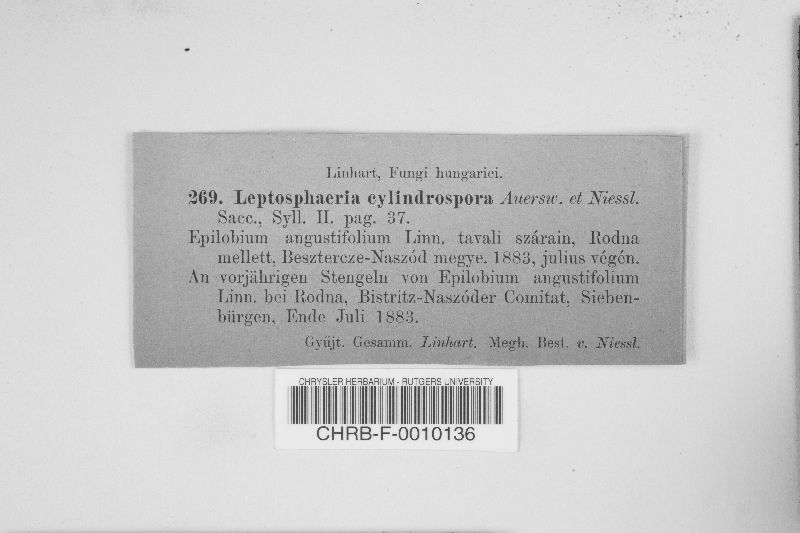 Linhart, Fungi hungarici.
269. Leptosphaeria cylindrospora Auersw. et Niessl.
Sacc., Syll. II. pag. 37.
Epilobium angustifolium Linn. tavali szárain, Rodna
mellett, Besztercze-Naszód megye. 1883, julius végén.
An vorjährigen Stengeln von Epilobium angustifolium
Linn. bei Rodna, Bistritz-Naszóder Comitat, Sieben-
bürgen, Ende Juli 1883.
Gyüjt. Gesamm. Linhart. Megh. Best. v. Niessl.
CHRYSLER HERBARIUM - RUTGERS UNIVERSITY
CHRB-F-0010136